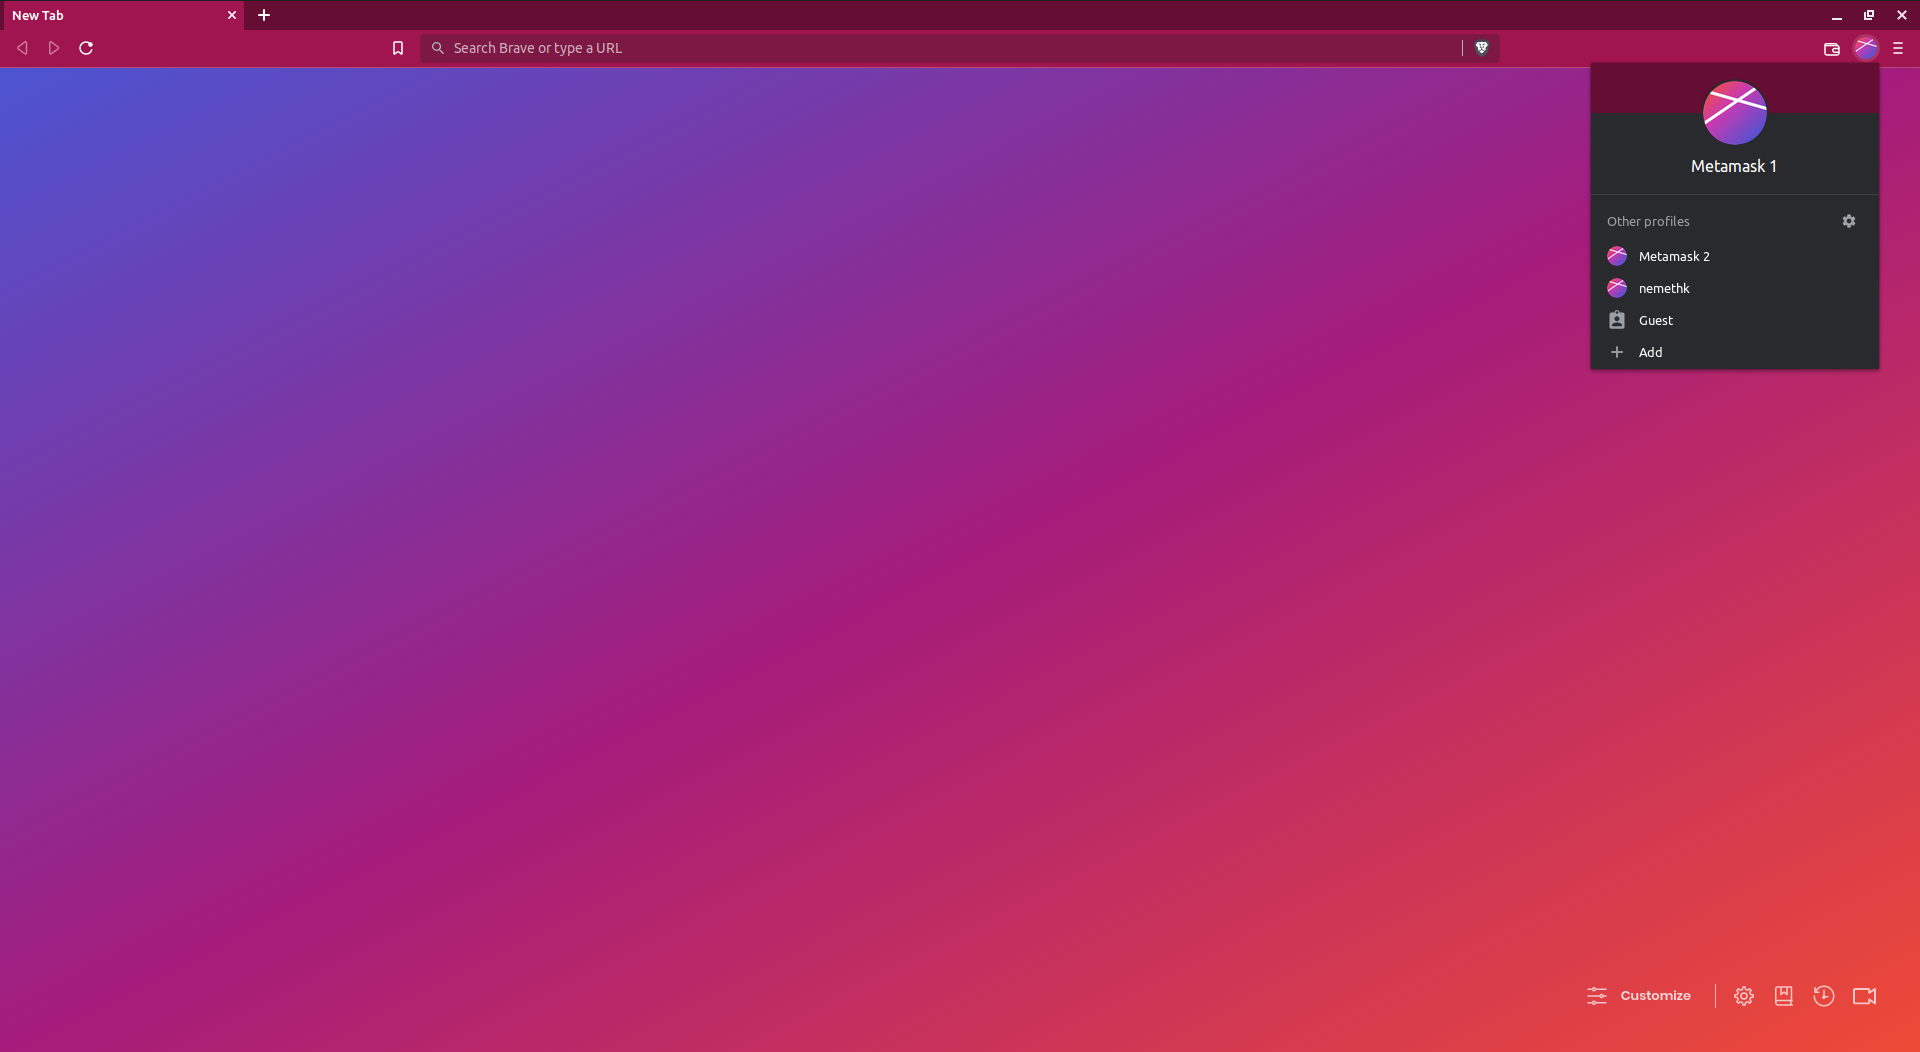 New Tab
Search Brave or type a URL
Metamask 1
Other profiles
Metamask 2
nemethk
Guest
Add
Customize